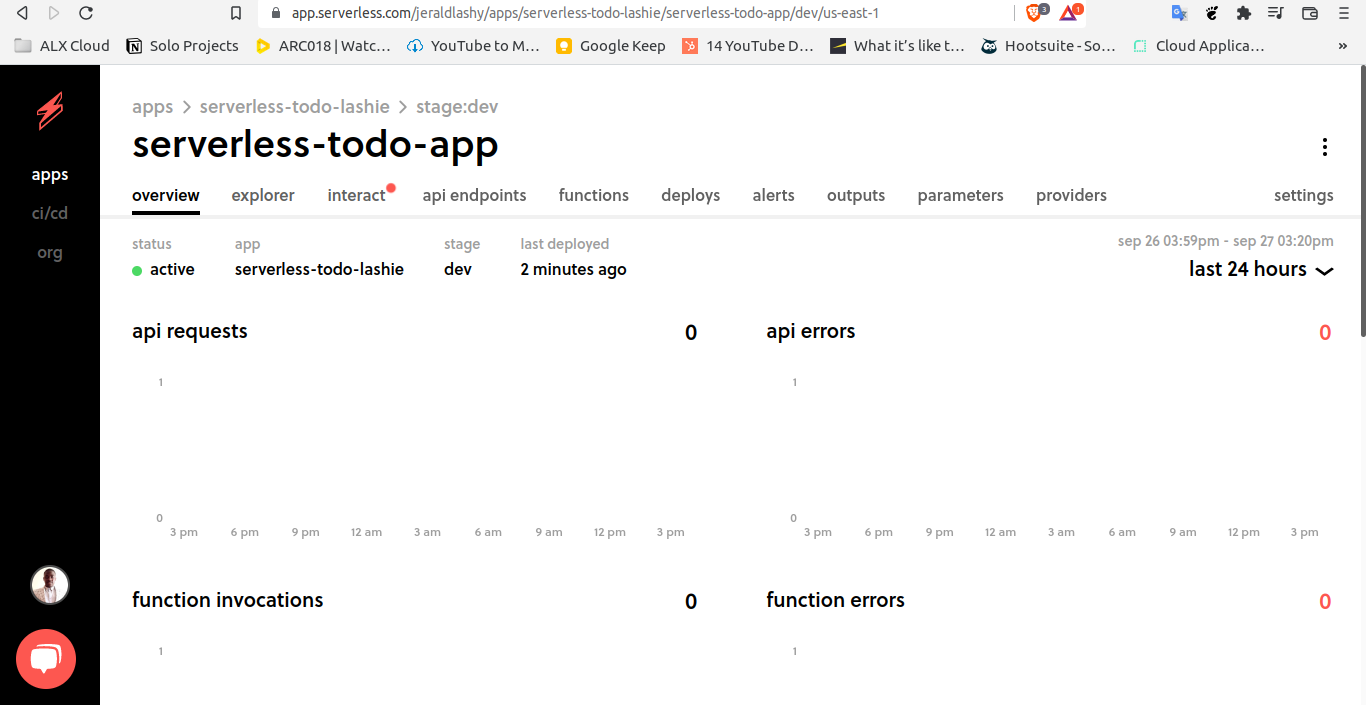 app.serverless.com/jeraldlashy/apps/serverless-todo-lashie/serverless-todo-app/dev/us-east-1 3 1
ALX Cloud Solo Projects ARC018 | Watc… YouTube to M… Google Keep 14 YouTube D… What it's like t… Hootsuite - So… Cloud Applica… »
apps > serverless-todo-lashie > stage:dev
serverless-todo-app
apps
ci/cd
org
overview explorer interact api endpoints functions deploys alerts outputs parameters providers settings
status app stage last deployed sep 26 03:59pm - sep 27 03:20pm
active serverless-todo-lashie dev 2 minutes ago last 24 hours
api requests 0
1
0
3 pm 6 pm 9 pm 12 am 3 am 6 am 9 am 12 pm 3 pm
api errors 0
1
0
3 pm 6 pm 9 pm 12 am 3 am 6 am 9 am 12 pm 3 pm
function invocations 0
1
function errors 0
1